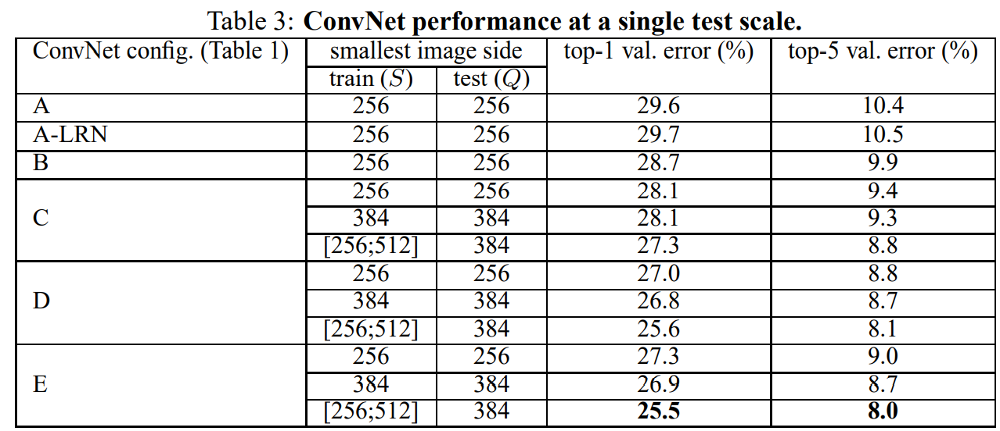 Table 3: ConvNet performance at a single test scale.
ConvNet config. (Table 1) smallest image side top-1 val. error (%) top-5 val. error (%)
train (S) test (Q)
A 256 256 29.6 10.4
A-LRN 256 256 29.7 10.5
B 256 256 28.7 9.9
C 256 256 28.1 9.4
384 384 28.1 9.3
[256;512] 384 27.3 8.8
D 256 256 27.0 8.8
384 384 26.8 8.7
[256;512] 384 25.6 8.1
E 256 256 27.3 9.0
384 384 26.9 8.7
[256;512] 384 25.5 8.0